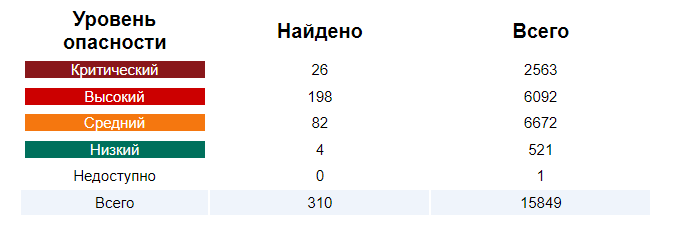 Уровень опасности Найдено Всего
Критический 26 2563
Высокий 198 6092
Средний 82 6672
Низкий 4 521
Недоступно 0 1
Всего 310 15849